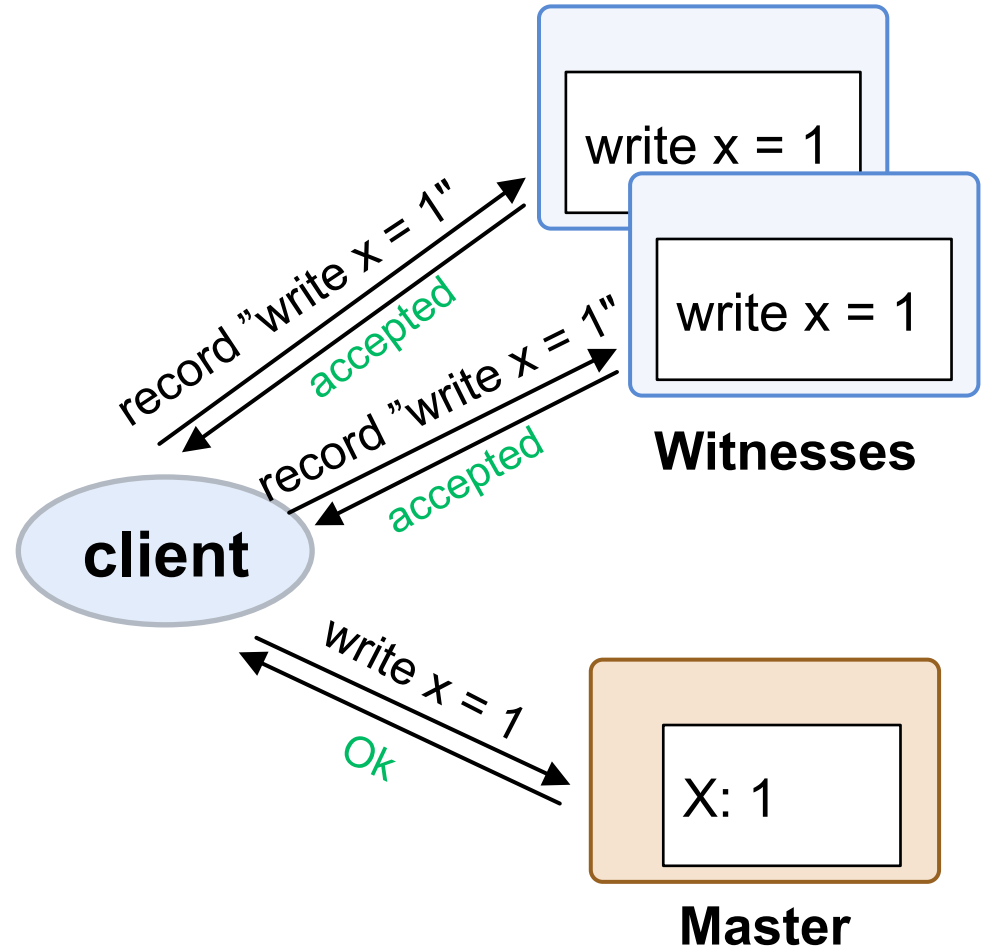 write x = 1
record ”write x = 1"
accepted
write x = 1
record ”write x = 1"
accepted
Witnesses
client
write x = 1
Ok
X: 1
Master